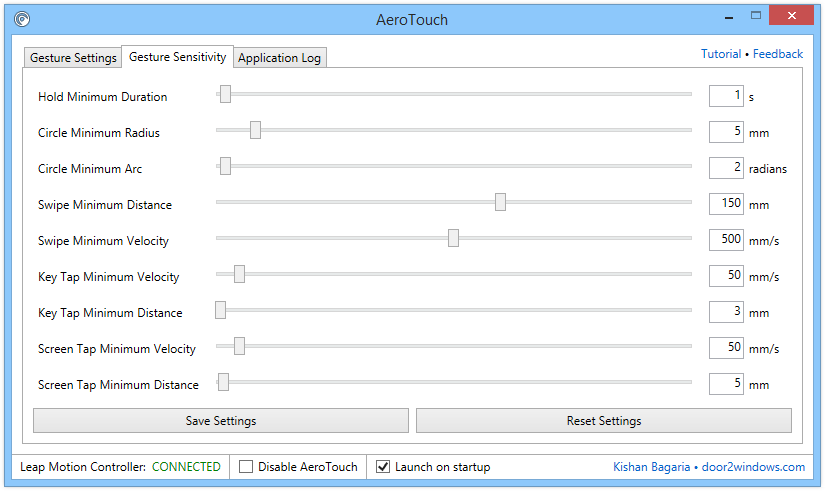 AeroTouch
Gesture Settings Gesture Sensitivity Application Log Tutorial • Feedback
Hold Minimum Duration 1 s
Circle Minimum Radius 5 mm
Circle Minimum Arc 2 radians
Swipe Minimum Distance 150 mm
Swipe Minimum Velocity 500 mm/s
Key Tap Minimum Velocity 50 mm/s
Key Tap Minimum Distance 3 mm
Screen Tap Minimum Velocity 50 mm/s
Screen Tap Minimum Distance 5 mm
Save Settings Reset Settings
Leap Motion Controller: CONNECTED Disable AeroTouch Launch on startup Kishan Bagaria • door2windows.com